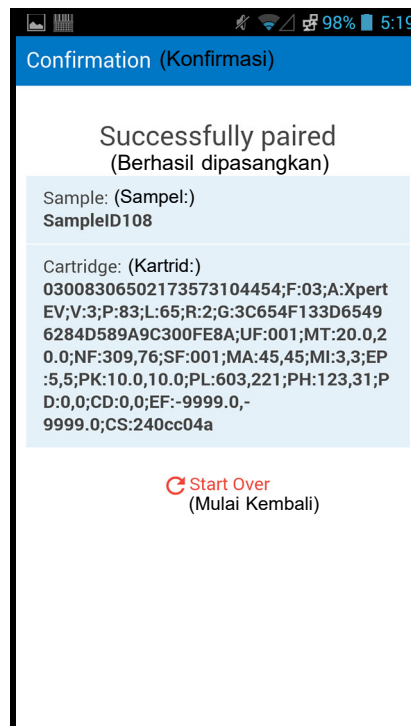 98% 5:19
Confirmation (Konfirmasi)
Successfully paired
(Berhasil dipasangkan)
Sample: (Sampel:)
SampleID108
Cartridge: (Kartrid:)
03008306502173573104454;F:03;A:Xpert
EV;V:3;P:83;L:65;R:2;G:3C654F133D6549
6284D589A9C300FE8A;UF:001;MT:20.0,2
0.0;NF:309,76;SF:001;MA:45,45;MI:3,3;EP
:5,5;PK:10.0,10.0;PL:603,221;PH:123,31;P
D:0,0;CD:0,0;EF:-9999.0,-
9999.0;CS:240cc04a
Start Over
(Mulai Kembali)